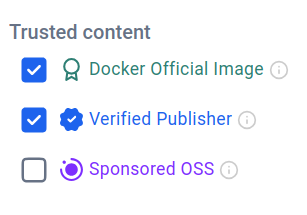 Trusted content
Docker Official Image
Verified Publisher
Sponsored OSS